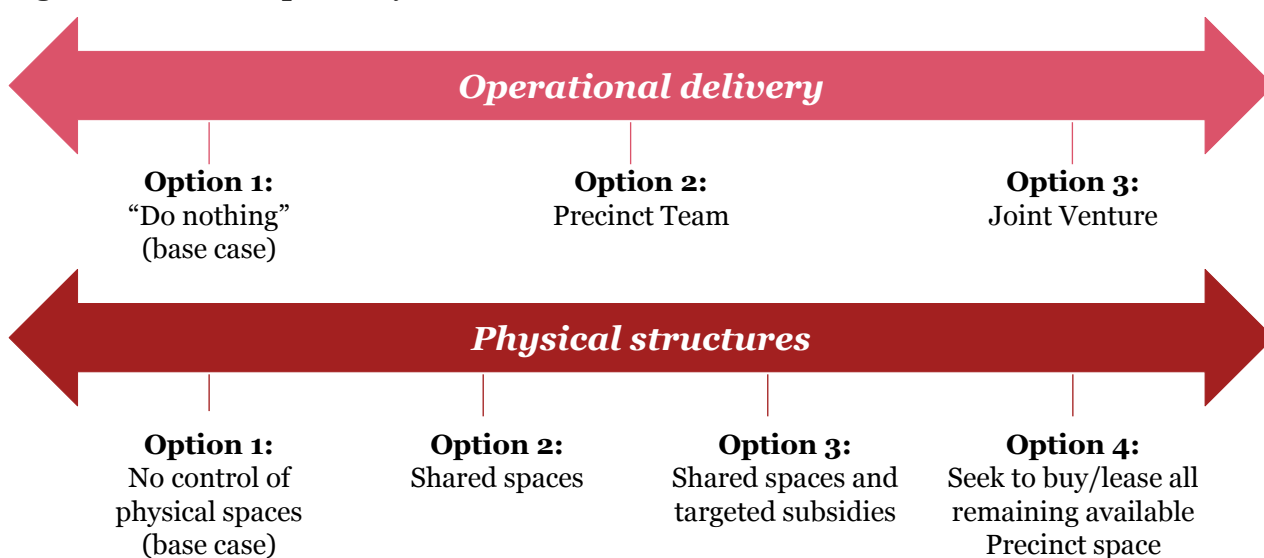 Operational delivery
Option 1:
“Do nothing”
(base case)
Option 2:
Precinct Team
Option 3:
Joint Venture
Physical structures
Option 1:
No control of
physical spaces
(base case)
Option 2:
Shared spaces
Option 3:
Shared spaces and
targeted subsidies
Option 4:
Seek to buy/lease all
remaining available
Precinct space